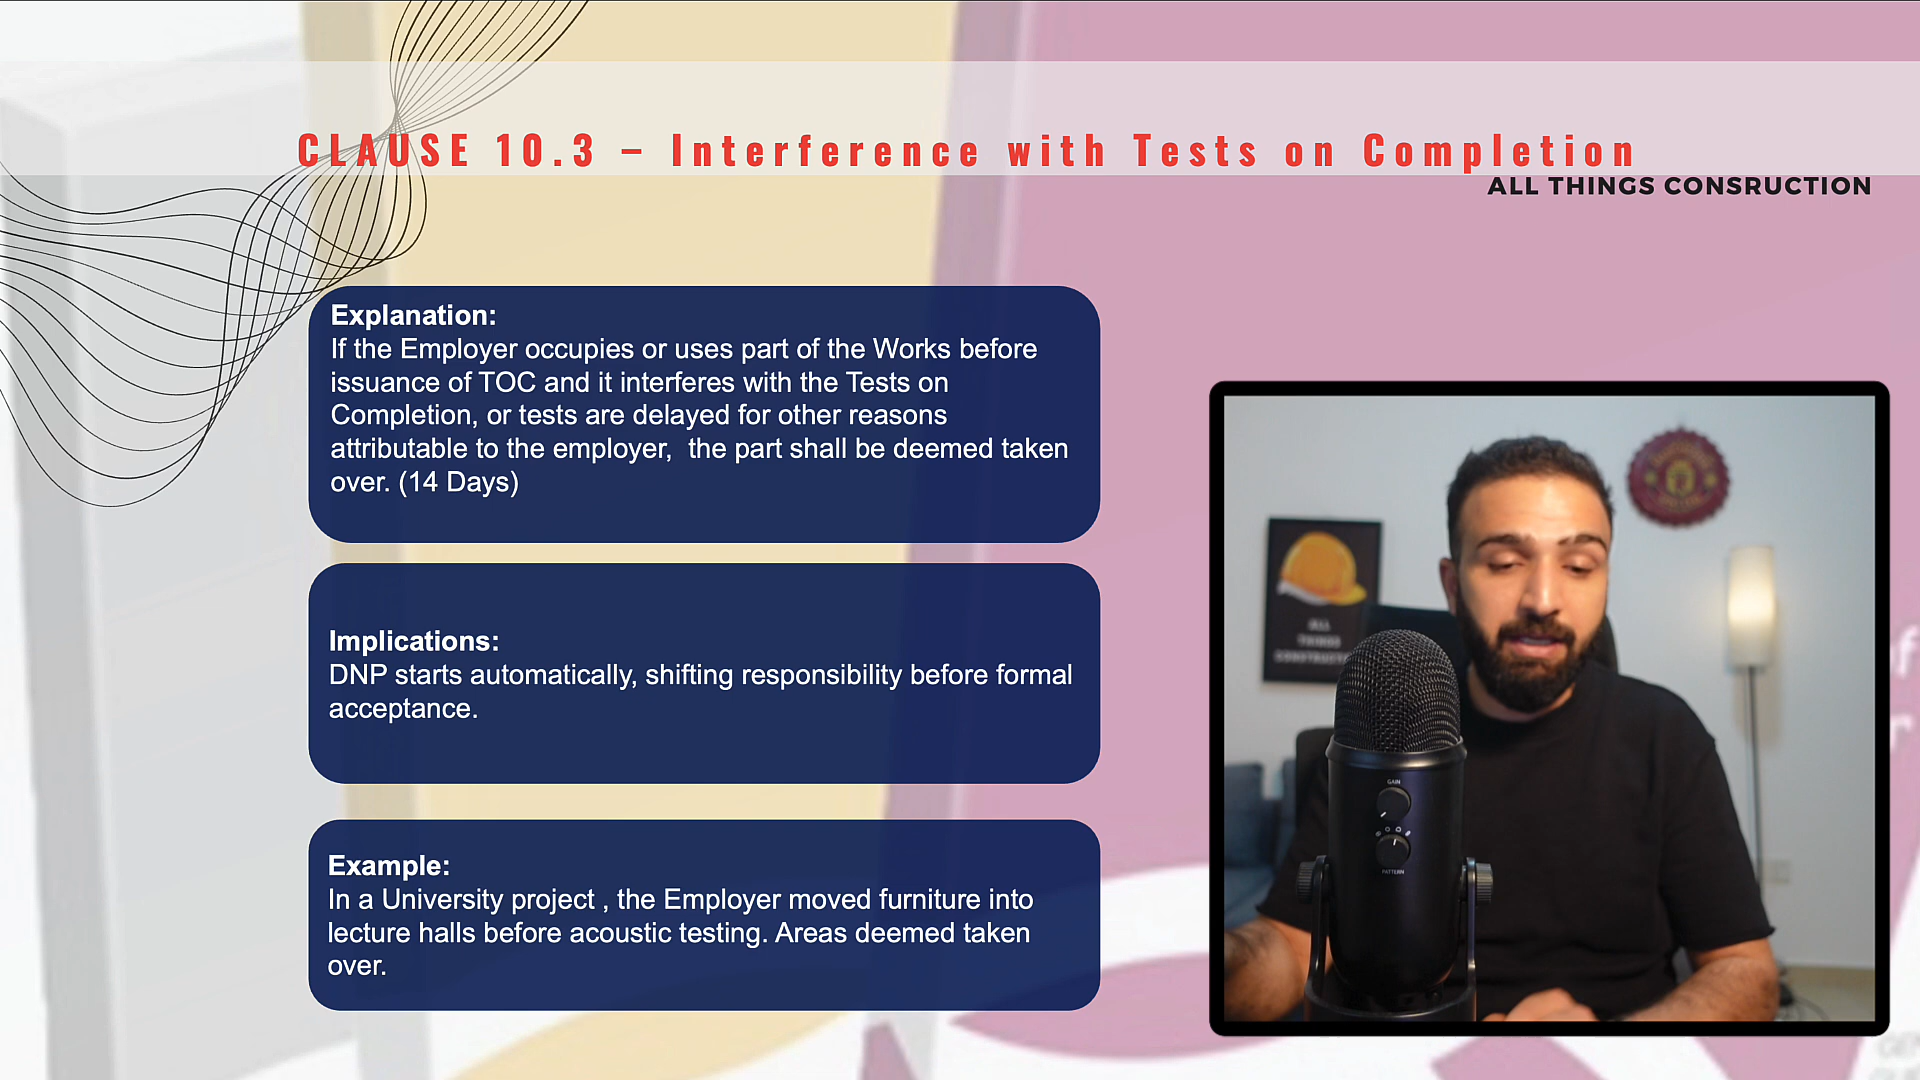 CLAUSE 10.3 – Interference with Tests on Completion
ALL THINGS CONSRUCTION
Explanation:
If the Employer occupies or uses part of the Works before
issuance of TOC and it interferes with the Tests on
Completion, or tests are delayed for other reasons
attributable to the employer,  the part shall be deemed taken
over. (14 Days)
Implications:
DNP starts automatically, shifting responsibility before formal
acceptance.
Example:
In a University project , the Employer moved furniture into
lecture halls before acoustic testing. Areas deemed taken
over.
ALL
THINGS
GAIN
PATTERN